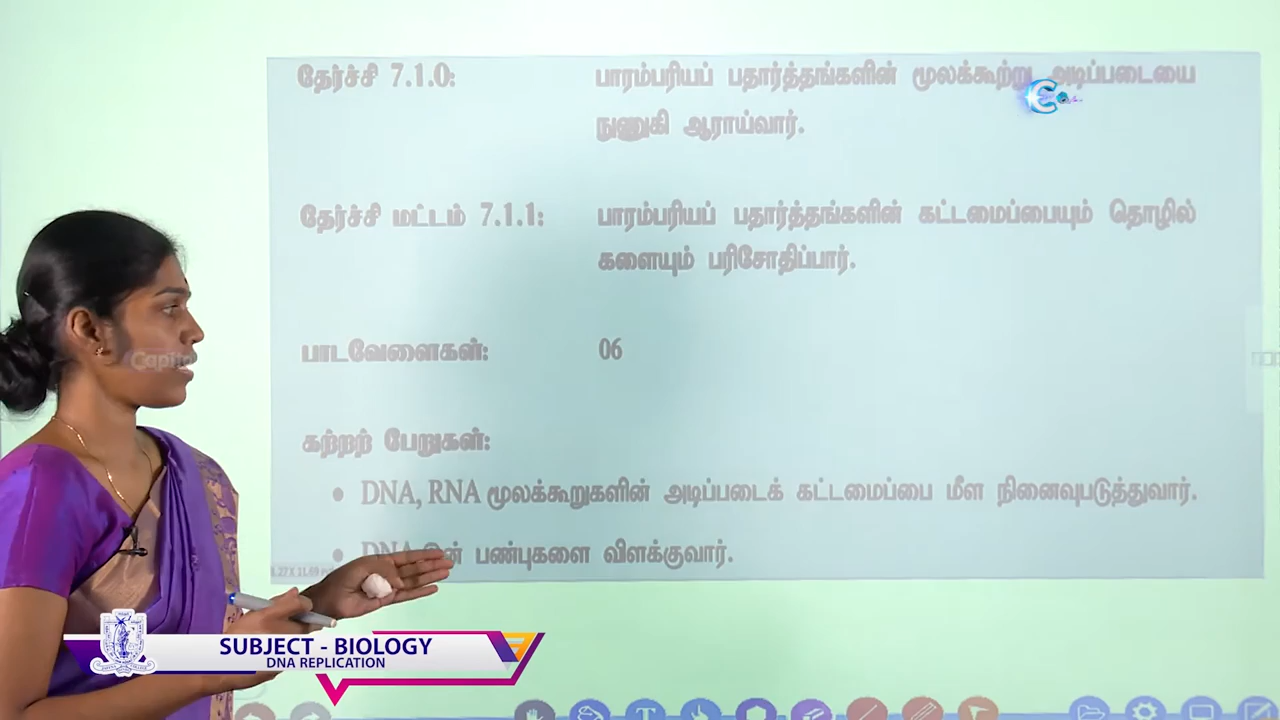 தேர்ச்சி 7.1.0: பாரம்பரியப் பதார்த்தங்களின் மூலக்கூற்று அடிப்படையை
நுணுகி ஆராய்வார்.
தேர்ச்சி மட்டம் 7.1.1: பாரம்பரியப் பதார்த்தங்களின் கட்டமைப்பையும் தொழில்
களையும் பரிசோதிப்பார்.
பாடவேளைகள்: 06
கற்றற் பேறுகள்:
• DNA, RNA மூலக்கூறுகளின் அடிப்படைக் கட்டமைப்பை மீள நினைவுபடுத்துவார்.
• DNA இன் பண்புகளை விளக்குவார்.
SUBJECT - BIOLOGY
DNA REPLICATION